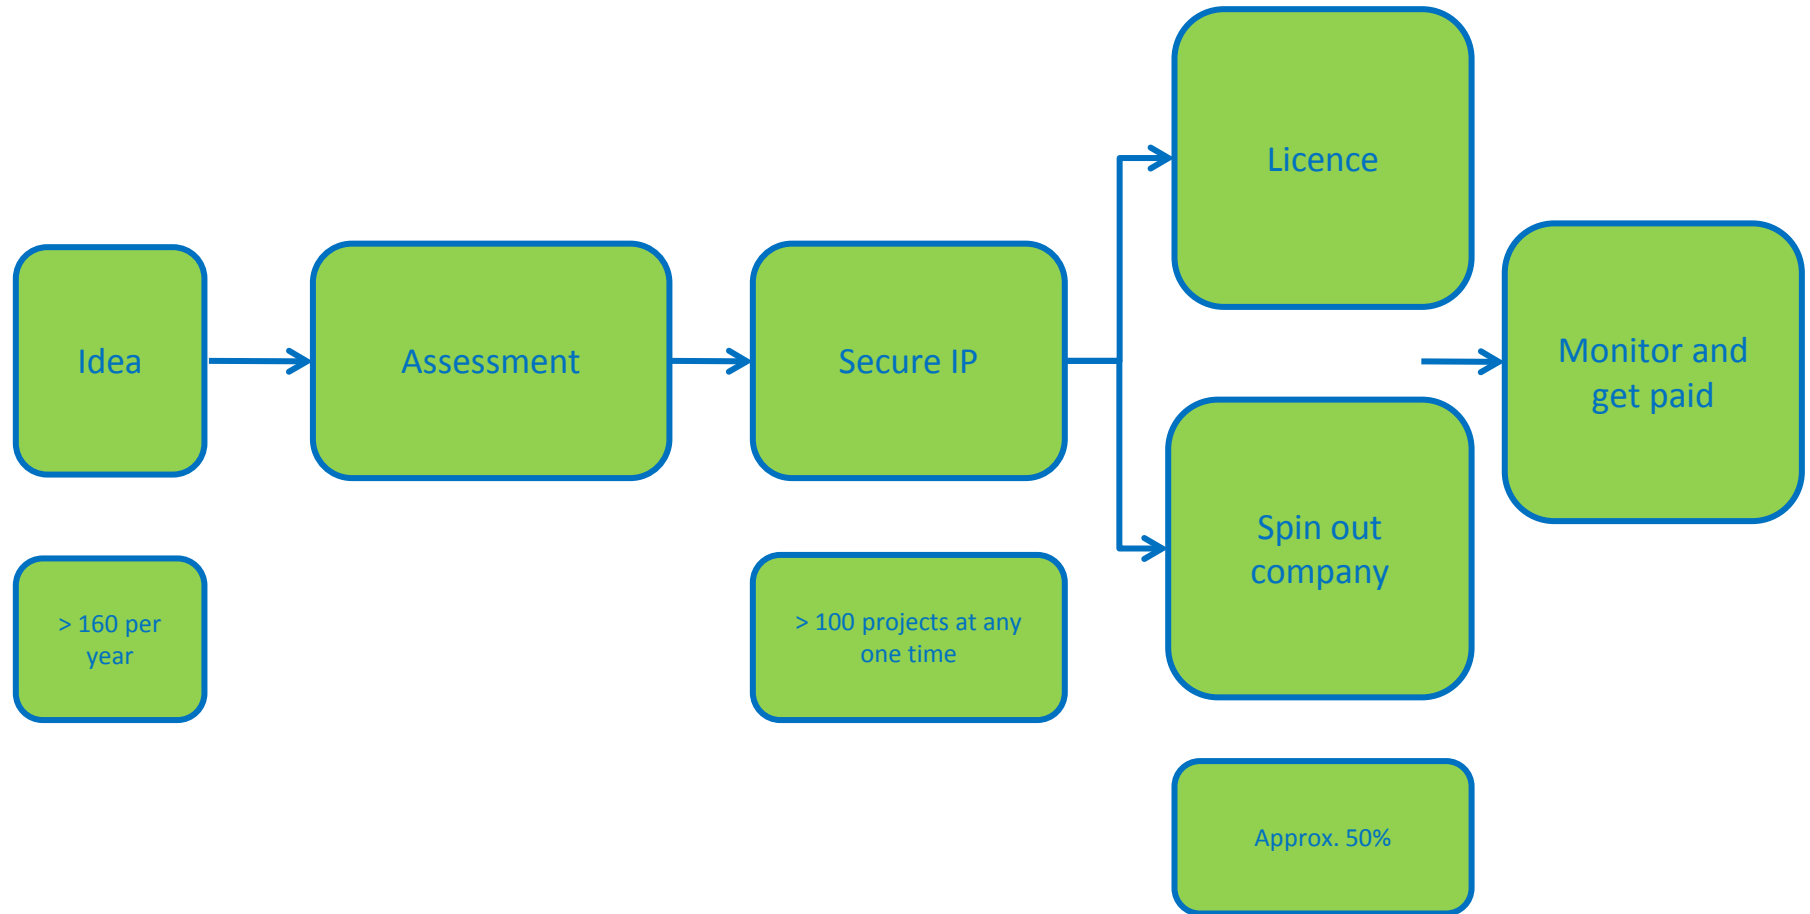 Idea
Assessment
Secure IP
Licence
Spin out
company
Monitor and
get paid
> 160 per
year
> 100 projects at any
one time
Approx. 50%